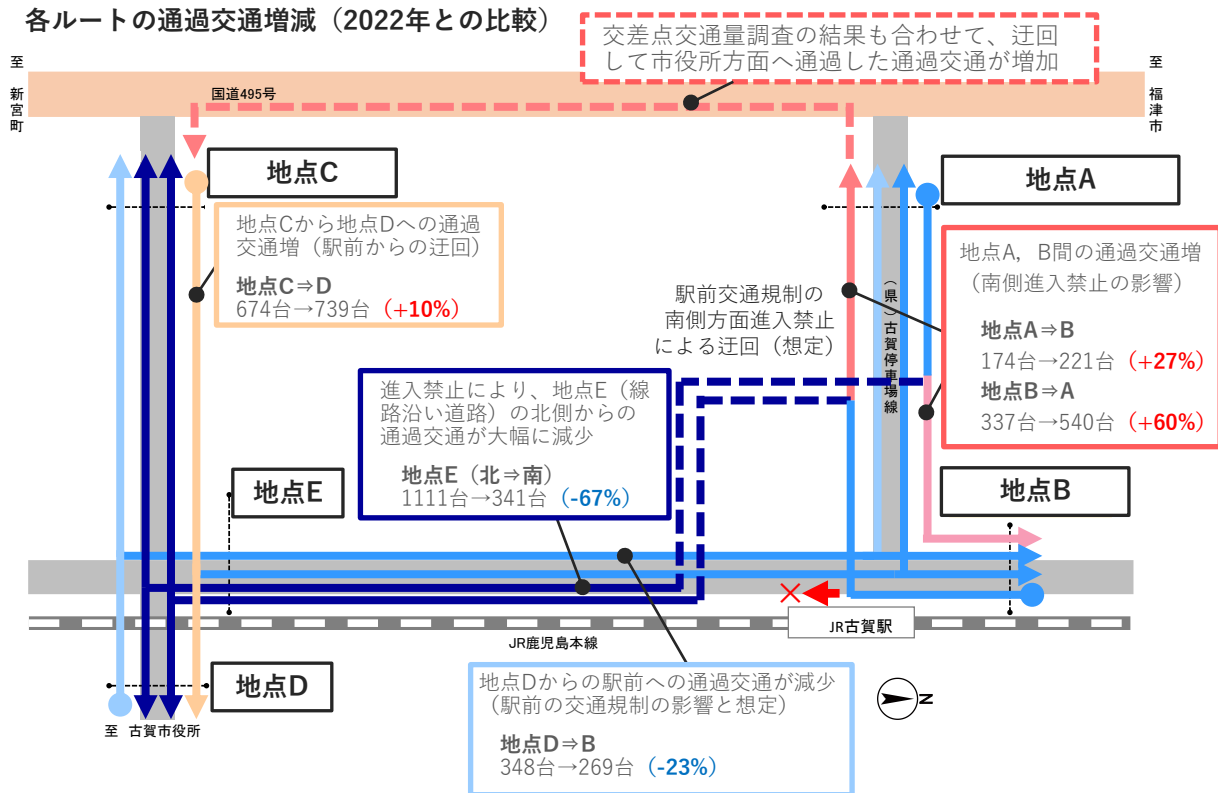 各ルートの通過交通増減（2022年との比較）
交差点交通量調査の結果も合わせて、迂回
して市役所方面へ通過した通過交通が増加
至 新宮町
国道495号
至 福津市
地点C
地点A
地点Cから地点Dへの通過
交通増（駅前からの迂回）
地点C⇒D
674台→739台（+10%）
駅前交通規制の
南側方面進入禁止
による迂回（想定）
（県）古賀停車場線
地点A，B間の通過交通増
（南側進入禁止の影響）
地点A⇒B
174台→221台（+27%）
地点B⇒A
337台→540台（+60%）
進入禁止により、地点E（線
路沿い道路）の北側からの
通過交通が大幅に減少
地点E（北⇒南）
1111台→341台（-67%）
地点E
地点B
JR古賀駅
JR鹿児島本線
地点D
至 古賀市役所
地点Dからの駅前への通過交通が減少
（駅前の交通規制の影響と想定）
地点D⇒B
348台→269台（-23%）
N